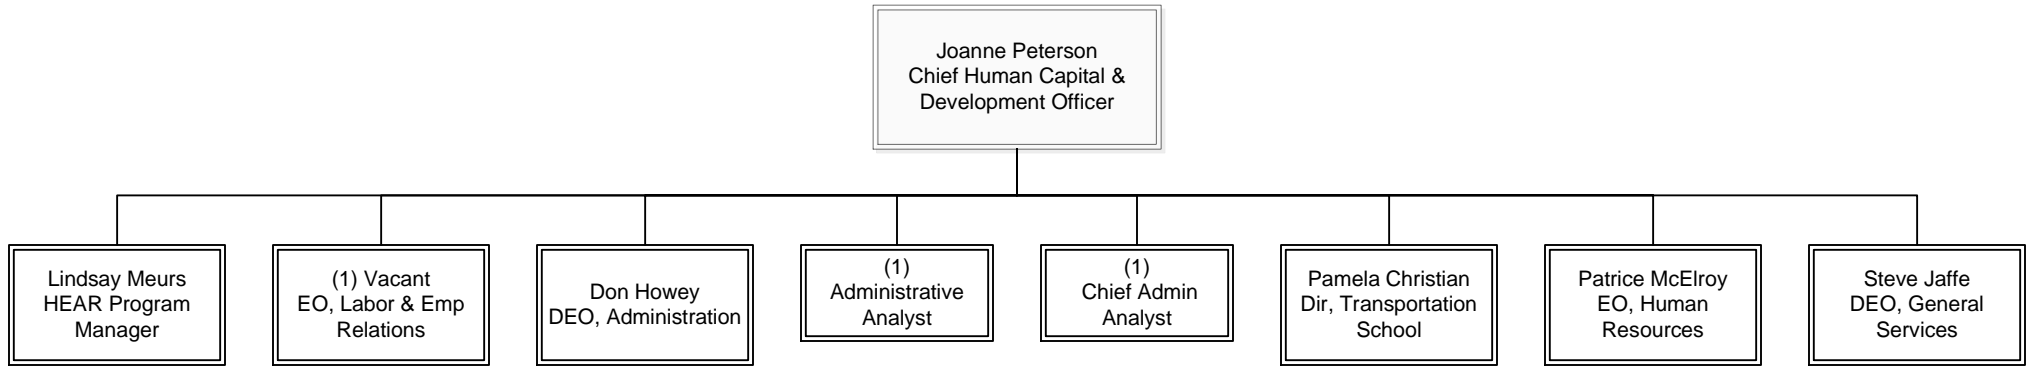 Joanne Peterson
Chief Human Capital &
Development Officer
Lindsay Meurs
HEAR Program
Manager
(1) Vacant
EO, Labor & Emp
Relations
Don Howey
DEO, Administration
(1)
Administrative
Analyst
(1)
Chief Admin
Analyst
Pamela Christian
Dir, Transportation
School
Patrice McElroy
EO, Human
Resources
Steve Jaffe
DEO, General
Services